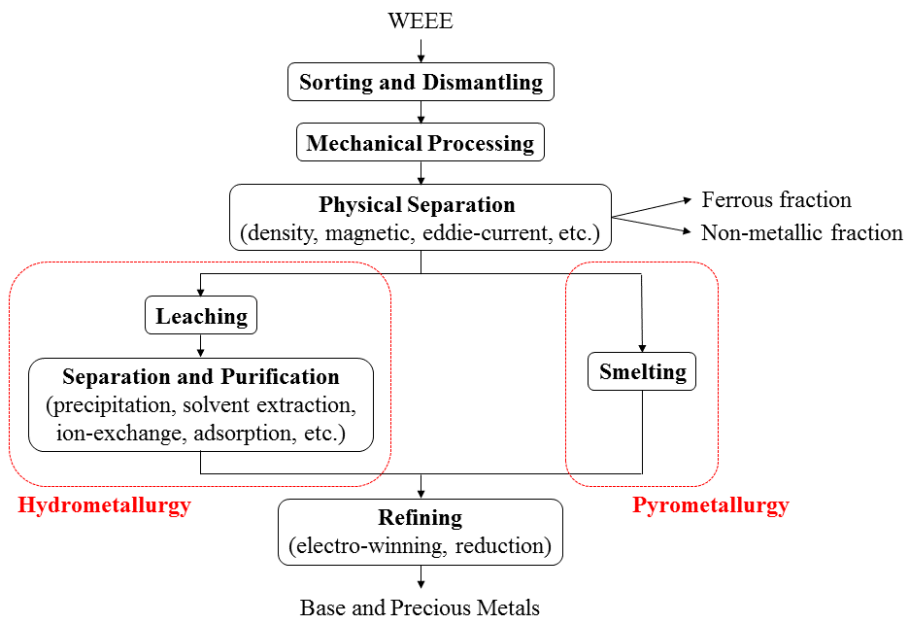 WEEE
Sorting and Dismantling
Mechanical Processing
Physical Separation
(density, magnetic, eddie-current, etc.)
Ferrous fraction
Non-metallic fraction
Leaching
Separation and Purification
(precipitation, solvent extraction,
ion-exchange, adsorption, etc.)
Smelting
Hydrometallurgy
Pyrometallurgy
Refining
(electro-winning, reduction)
Base and Precious Metals